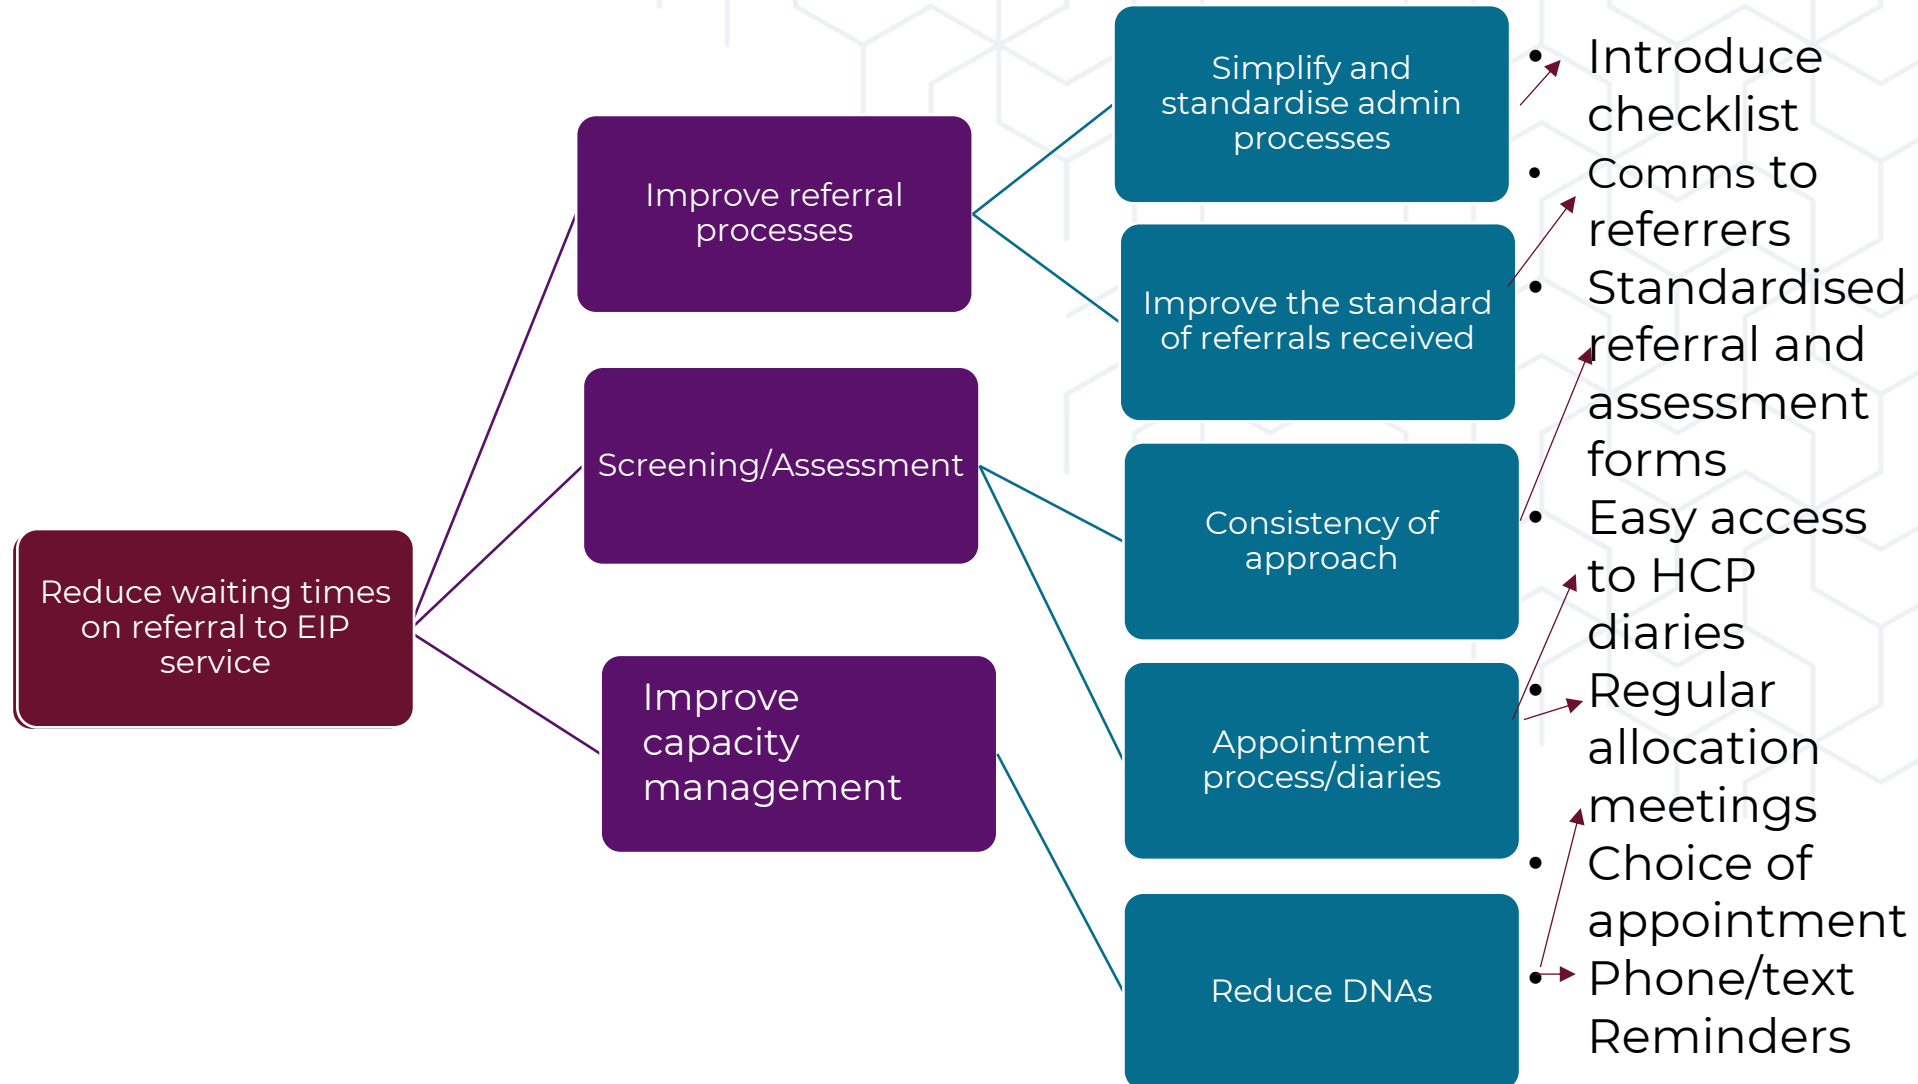 Reduce waiting times
on referral to EIP
service
Improve referral
processes
Screening/Assessment
Improve
capacity
management
Simplify and
standardise admin
processes
Improve the standard
of referrals received
Consistency of
approach
Appointment
process/diaries
Reduce DNAs
• Introduce
checklist
• Comms to
referrers
• Standardised
referral and
assessment
forms
• Easy access
to HCP
diaries
• Regular
allocation
meetings
• Choice of
appointment
• Phone/text
Reminders